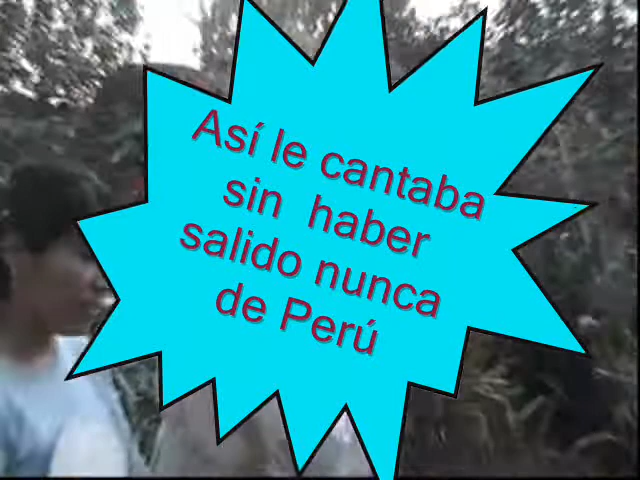 Así le cantaba
sin haber
salido nunca
de Perú